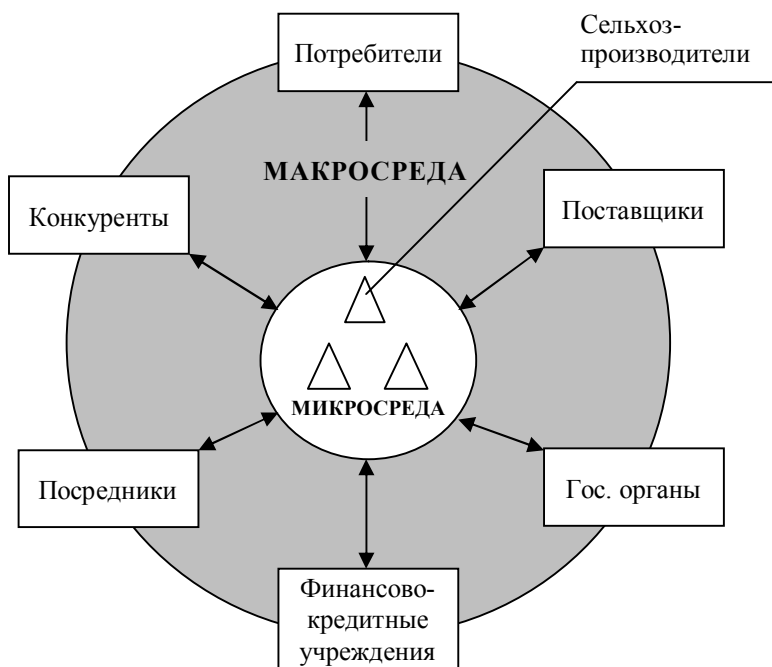 Сельхоз-
производители
Потребители
МАКРОСРЕДА
Конкуренты
Поставщики
МИКРОСРЕДА
Посредники
Гос. органы
Финансово-
кредитные
учреждения